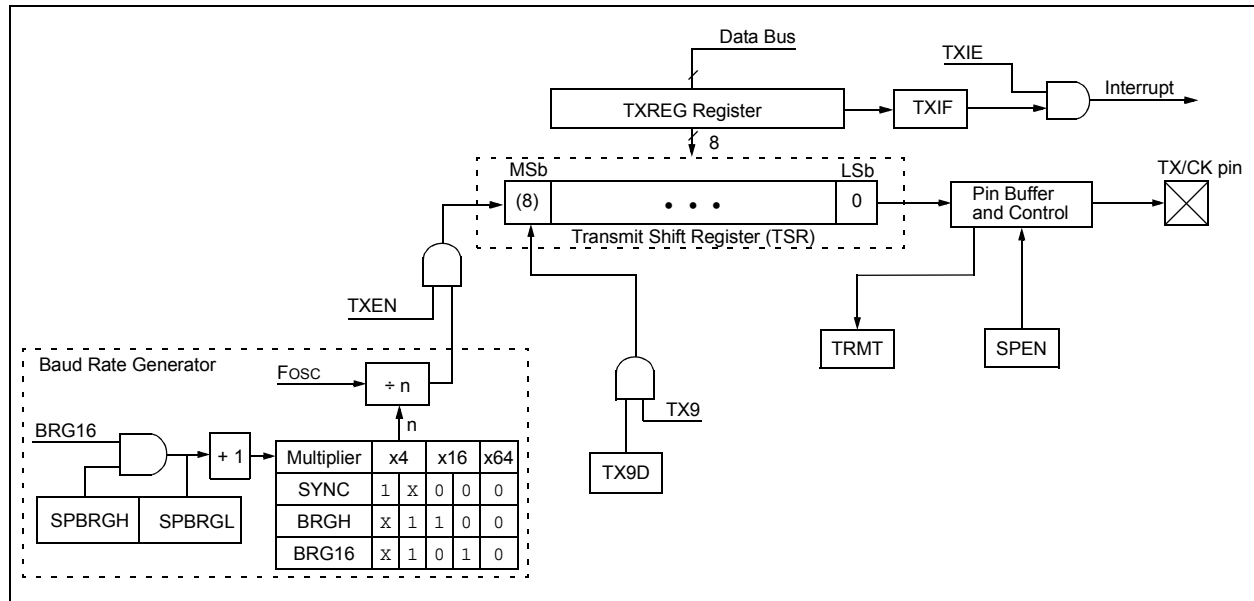 Data Bus
TXIE
Interrupt
TXREG Register
TXIF
8
MSb
LSb
TX/CK pin
(8)
• • •
0
Pin Buffer
and Control
Transmit Shift Register (TSR)
TXEN
TRMT
SPEN
Baud Rate Generator
FOSC
÷ n
TX9
n
BRG16
+ 1
Multiplier x4 x16 x64
TX9D
SYNC 1 X 0 0 0
SPBRGH SPBRGL
BRGH X 1 1 0 0
BRG16 X 1 0 1 0